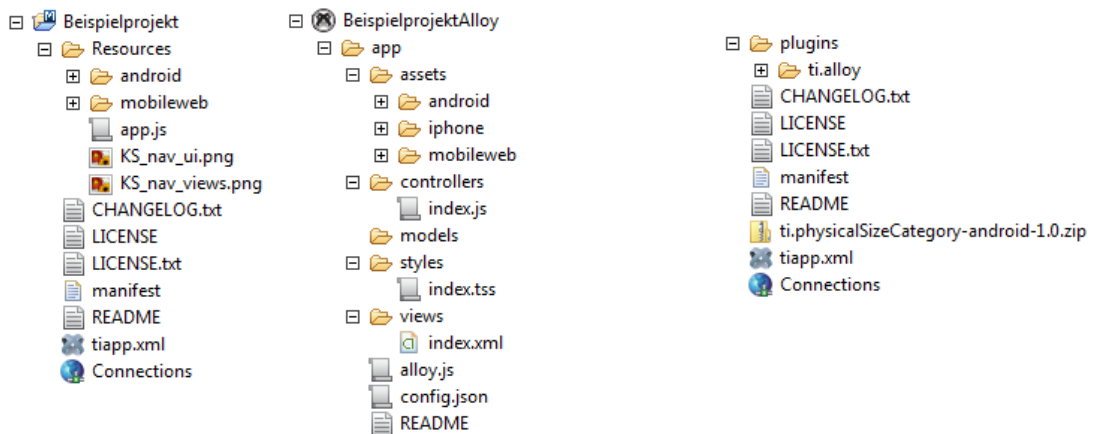 Beispielprojekt
Resources
android
mobileweb
app.js
KS_nav_ui.png
KS_nav_views.png
CHANGELOG.txt
LICENSE
LICENSE.txt
manifest
README
tiapp.xml
Connections
BeispielprojektAlloy
app
assets
android
iphone
mobileweb
controllers
index.js
models
styles
index.tss
views
index.xml
alloy.js
config.json
README
plugins
ti.alloy
CHANGELOG.txt
LICENSE
LICENSE.txt
manifest
README
ti.physicalSizeCategory-android-1.0.zip
tiapp.xml
Connections